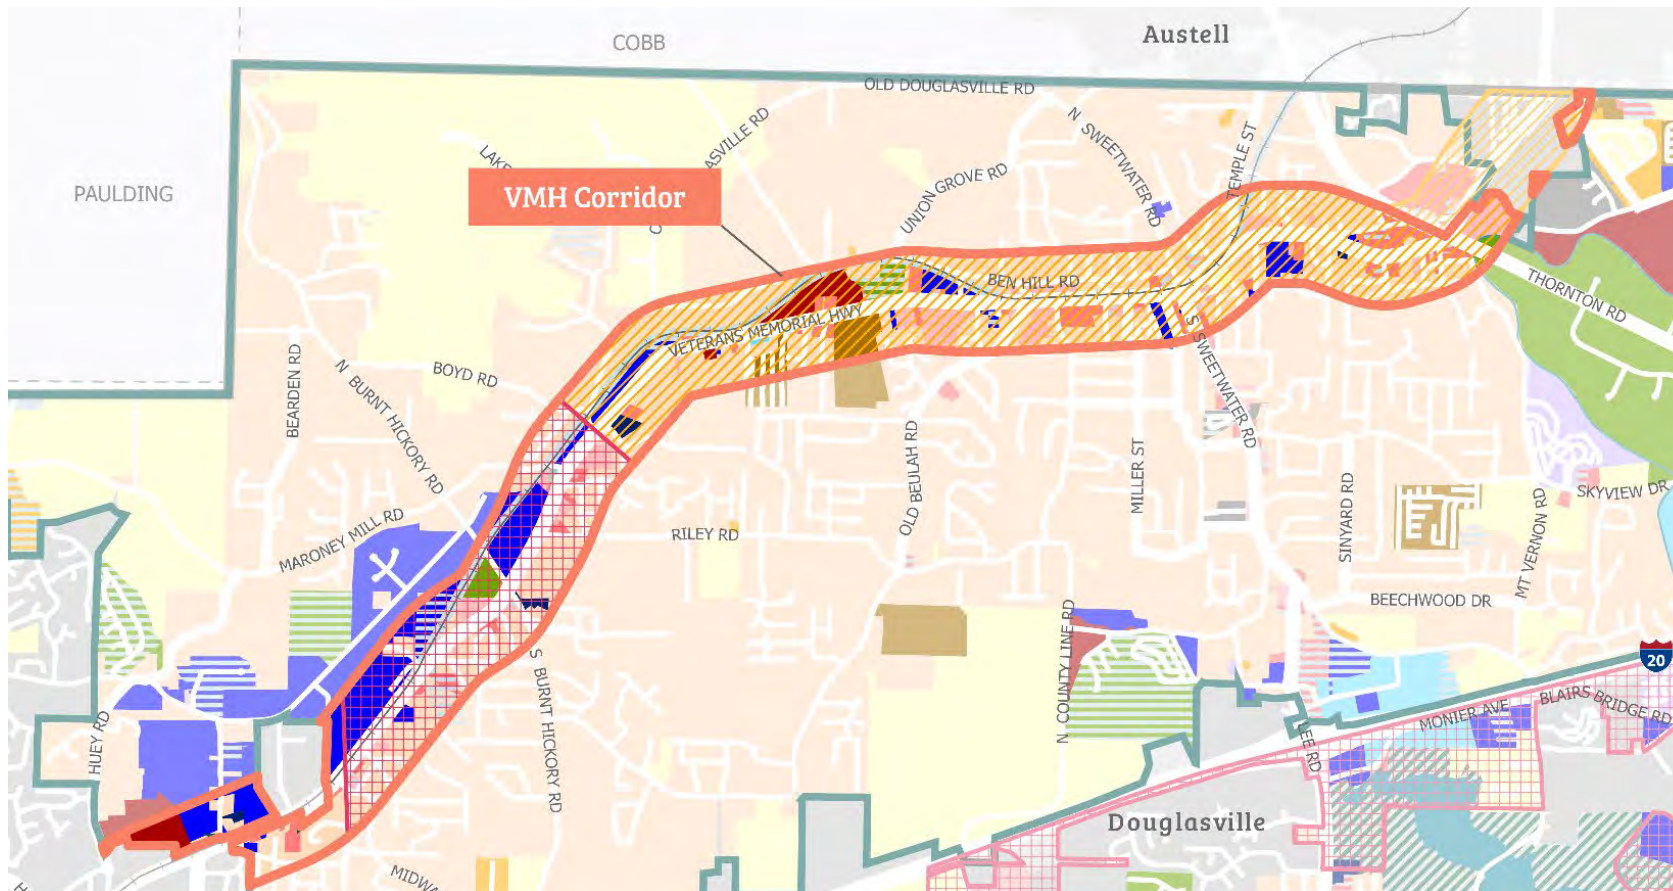 COBB
Austell
OLD DOUGLASVILLE RD
PAULDING
VMH Corridor
N SWEETWATER RD
TEMPLE ST
UNION GROVE RD
BEN HILL RD
VETERANS MEMORIAL HWY
THORNTON RD
BEARDEN RD
N BURNT HICKORY RD
BOYD RD
S SWEETWATER RD
OLD BEULAH RD
MILLER ST
SINYARD RD
MT VERNON RD
SKYVIEW DR
MARONEY MILL RD
RILEY RD
BEECHWOOD DR
20
HUEY RD
S BURNT HICKORY RD
N COUNTY LINE RD
LEE RD
MONIER AVE
BLAIRS BRIDGE RD
Douglasville